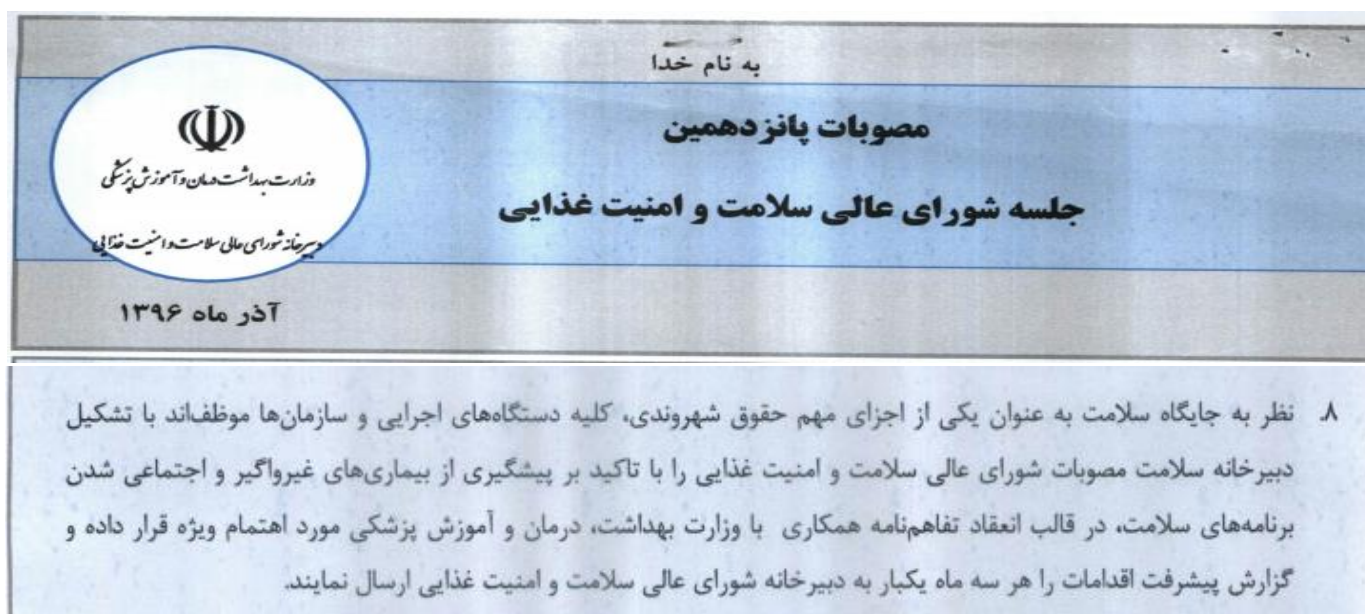 به نام خدا
مصوبات پانزدهمین
جلسه شورای عالی سلامت و امنیت غذایی
وزارت بهداشت درمان و آموزش پزشکی
دبیرخانه شورای عالی سلامت و امنیت غذایی
آذر ماه ۱۳۹۶
۸. نظر به جایگاه سلامت به عنوان یکی از اجزای مهم حقوق شهروندی، کلیه دستگاه‌های اجرایی و سازمان‌ها موظف‌اند با تشکیل
دبیرخانه سلامت مصوبات شورای عالی سلامت و امنیت غذایی را با تاکید بر پیشگیری از بیماری‌های غیرواگیر و اجتماعی شدن
برنامه‌های سلامت، در قالب انعقاد تفاهم‌نامه همکاری با وزارت بهداشت، درمان و آموزش پزشکی مورد اهتمام ویژه قرار داده و
گزارش پیشرفت اقدامات را هر سه ماه یکبار به دبیرخانه شورای عالی سلامت و امنیت غذایی ارسال نمایند.